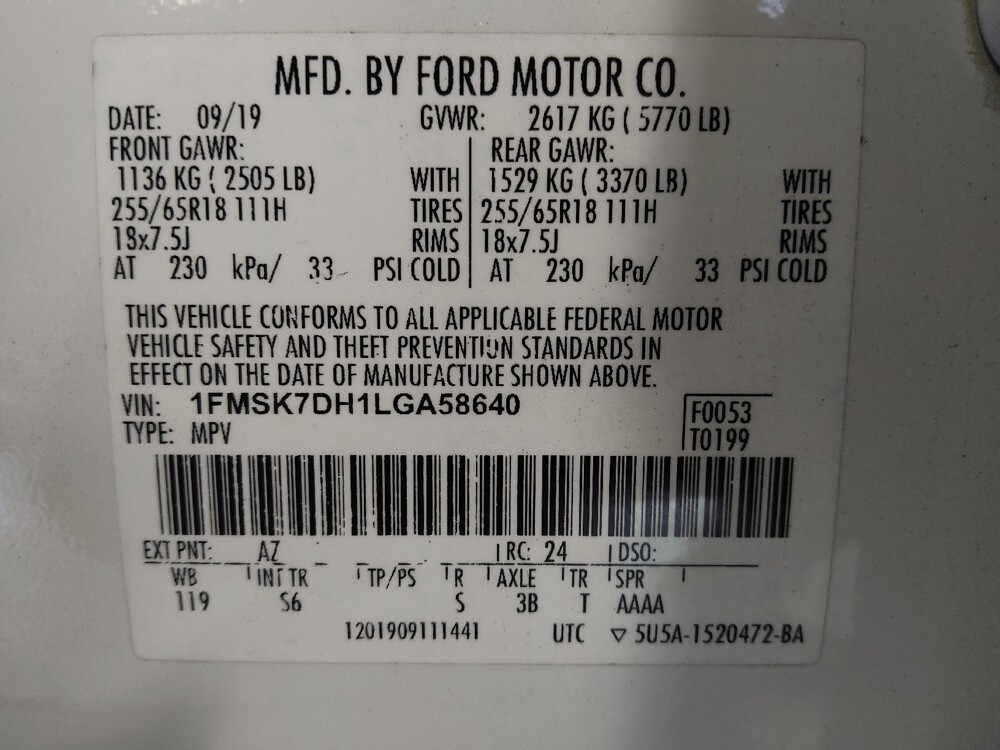 MFD. BY FORD MOTOR CO.
DATE: 09/19 GVWR: 2617 KG ( 5770 LB)
FRONT GAWR: REAR GAWR:
1136 KG ( 2505 LB) WITH 1529 KG ( 3370 LB) WITH
255/65R18 111H TIRES 255/65R18 111H TIRES
18x7.5J RIMS 18x7.5J RIMS
AT 230 kPa/ 33 PSI COLD AT 230 kPa/ 33 PSI COLD
THIS VEHICLE CONFORMS TO ALL APPLICABLE FEDERAL MOTOR
VEHICLE SAFETY AND THEFT PREVENTION STANDARDS IN
EFFECT ON THE DATE OF MANUFACTURE SHOWN ABOVE.
VIN: 1FMSK7DH1LGA58640 F0053
TYPE: MPV T0199
EXT PNT: AZ RC: 24 DSO:
WB INT TR TP/PS R AXLE TR SPR
119 S6 S 3B T AAAA
1201909111441 UTC ▽ 5U5A-1520472-BA